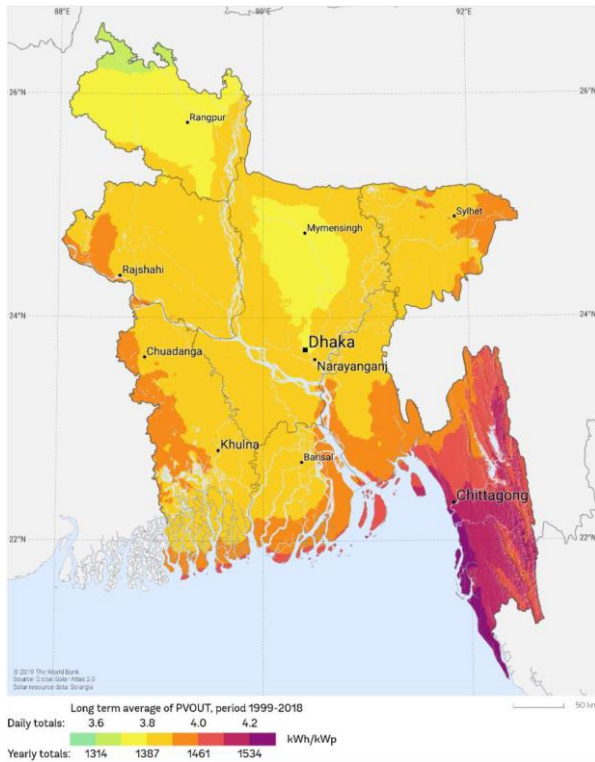 88°E 90°E 92°E
26°N 26°N
Rangpur
Sylhet
Mymensingh
Rajshahi
24°N 24°N
Dhaka
Chuadanga
Narayanganj
Khulna
Barisal
Chittagong
22°N 22°N
© 2019 The World Bank
Source: Global Solar Atlas 2.0
Solar resource data: Solargis
Long term average of PVOUT, period 1999-2018
50 km
Daily totals: 3.6 3.8 4.0 4.2
kWh/kWp
Yearly totals: 1314 1387 1461 1534